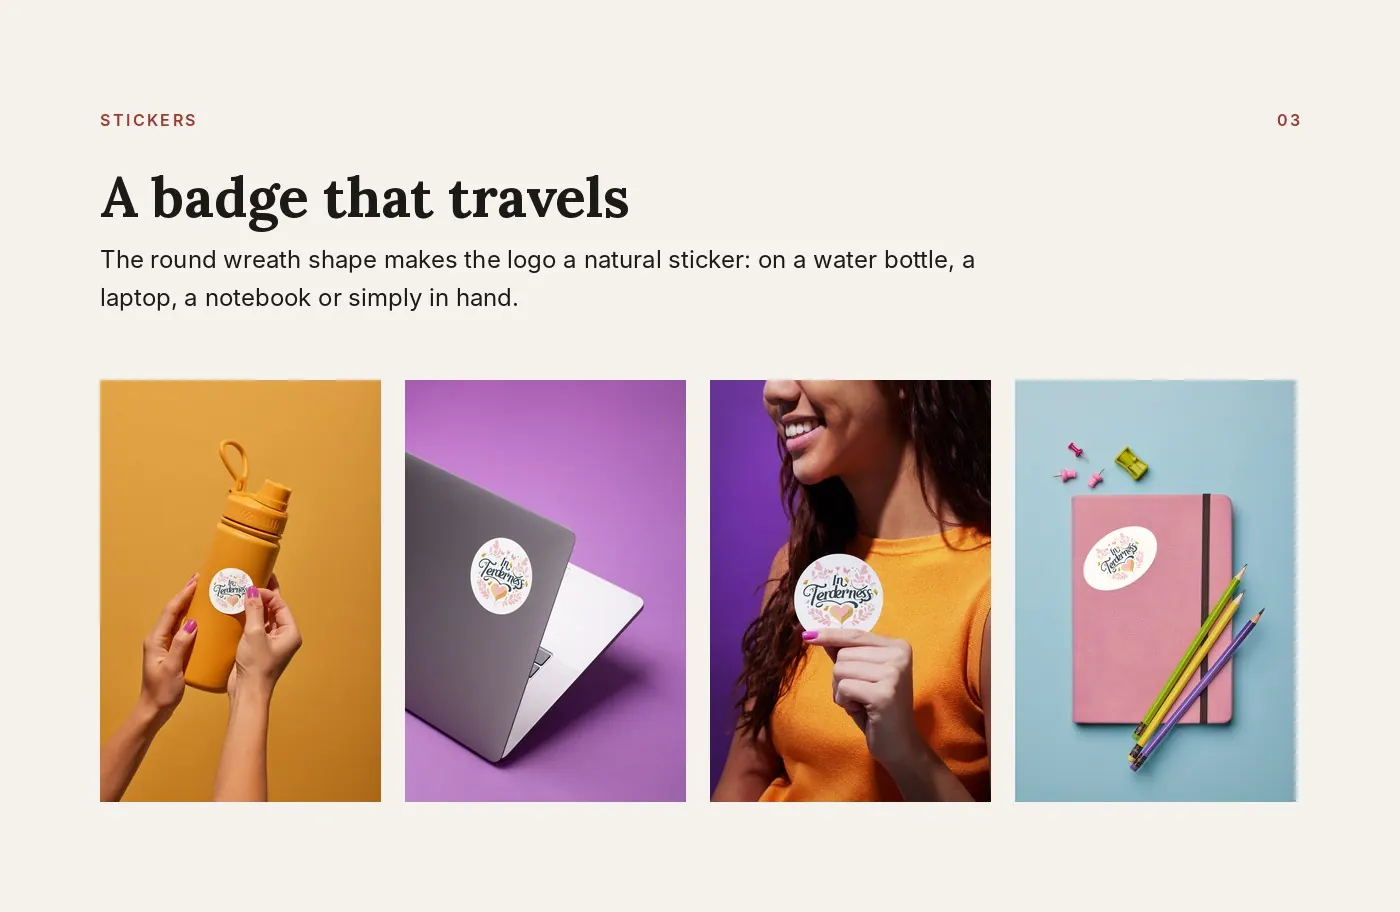 STICKERS
03
A badge that travels
The round wreath shape makes the logo a natural sticker: on a water bottle, a
laptop, a notebook or simply in hand.
In
Tenderness
In
Tenderness
In
Tenderness
In
Tenderness